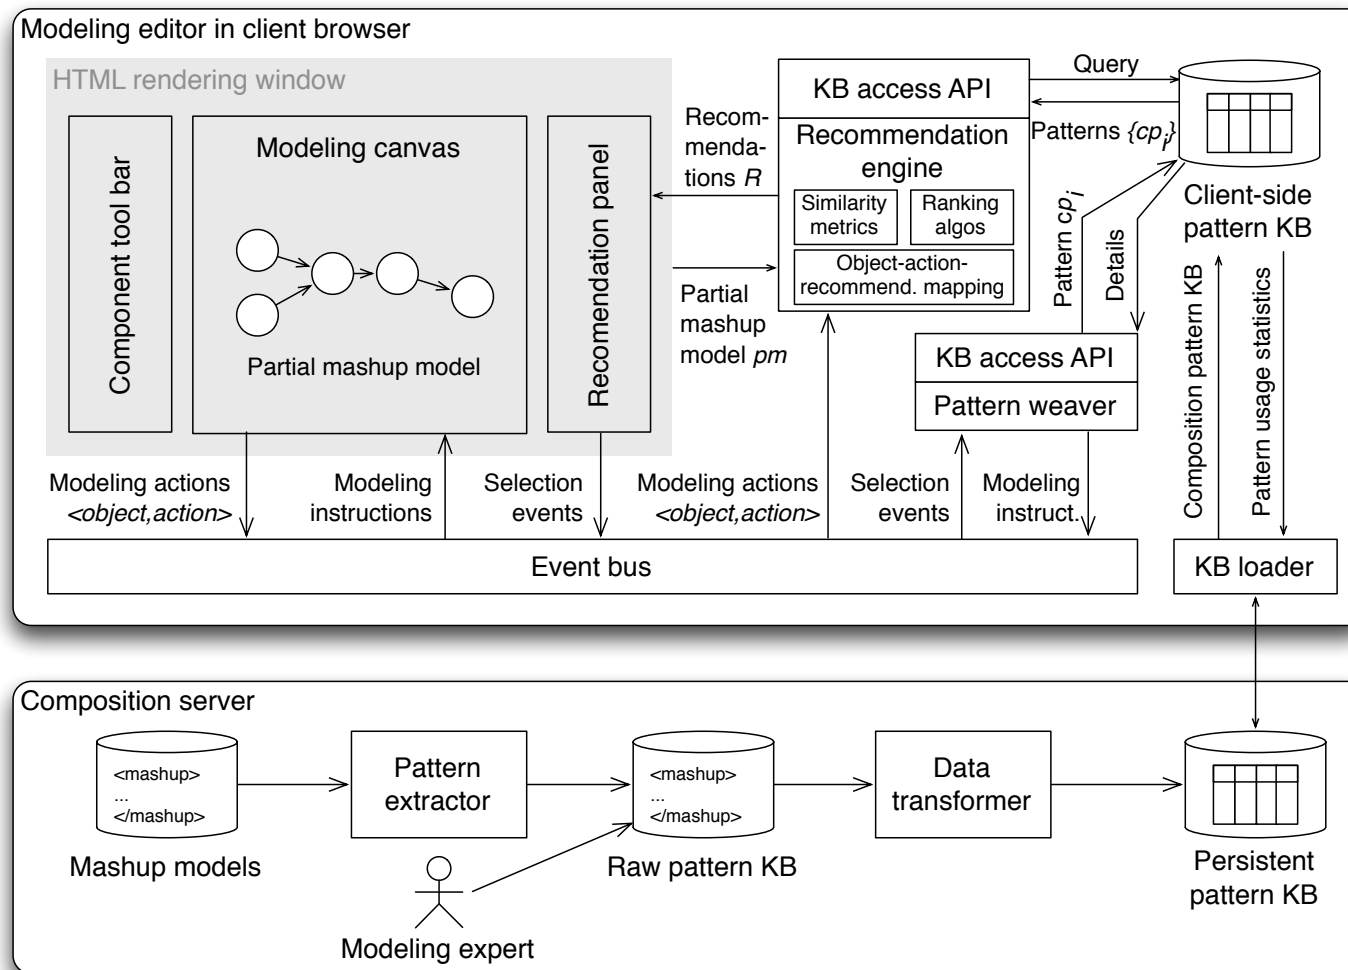 Modeling editor in client browser
HTML rendering window
Component tool bar
Modeling canvas
Partial mashup model
Recomendation panel
Recom-
menda-
tions R
Partial
mashup
model pm
KB access API
Recommendation
engine
Similarity
metrics
Ranking
algos
Object-action-
recommend. mapping
Query
Patterns {cpi}
Pattern cpi
Details
Client-side
pattern KB
KB access API
Pattern weaver
Composition pattern KB
Pattern usage statistics
Modeling actions
<object,action>
Modeling
instructions
Selection
events
Modeling actions
<object,action>
Selection
events
Modeling
instruct.
Event bus
KB loader
Composition server
<mashup>
...
</mashup>
Mashup models
Pattern
extractor
<mashup>
...
</mashup>
Raw pattern KB
Data
transformer
Persistent
pattern KB
Modeling expert